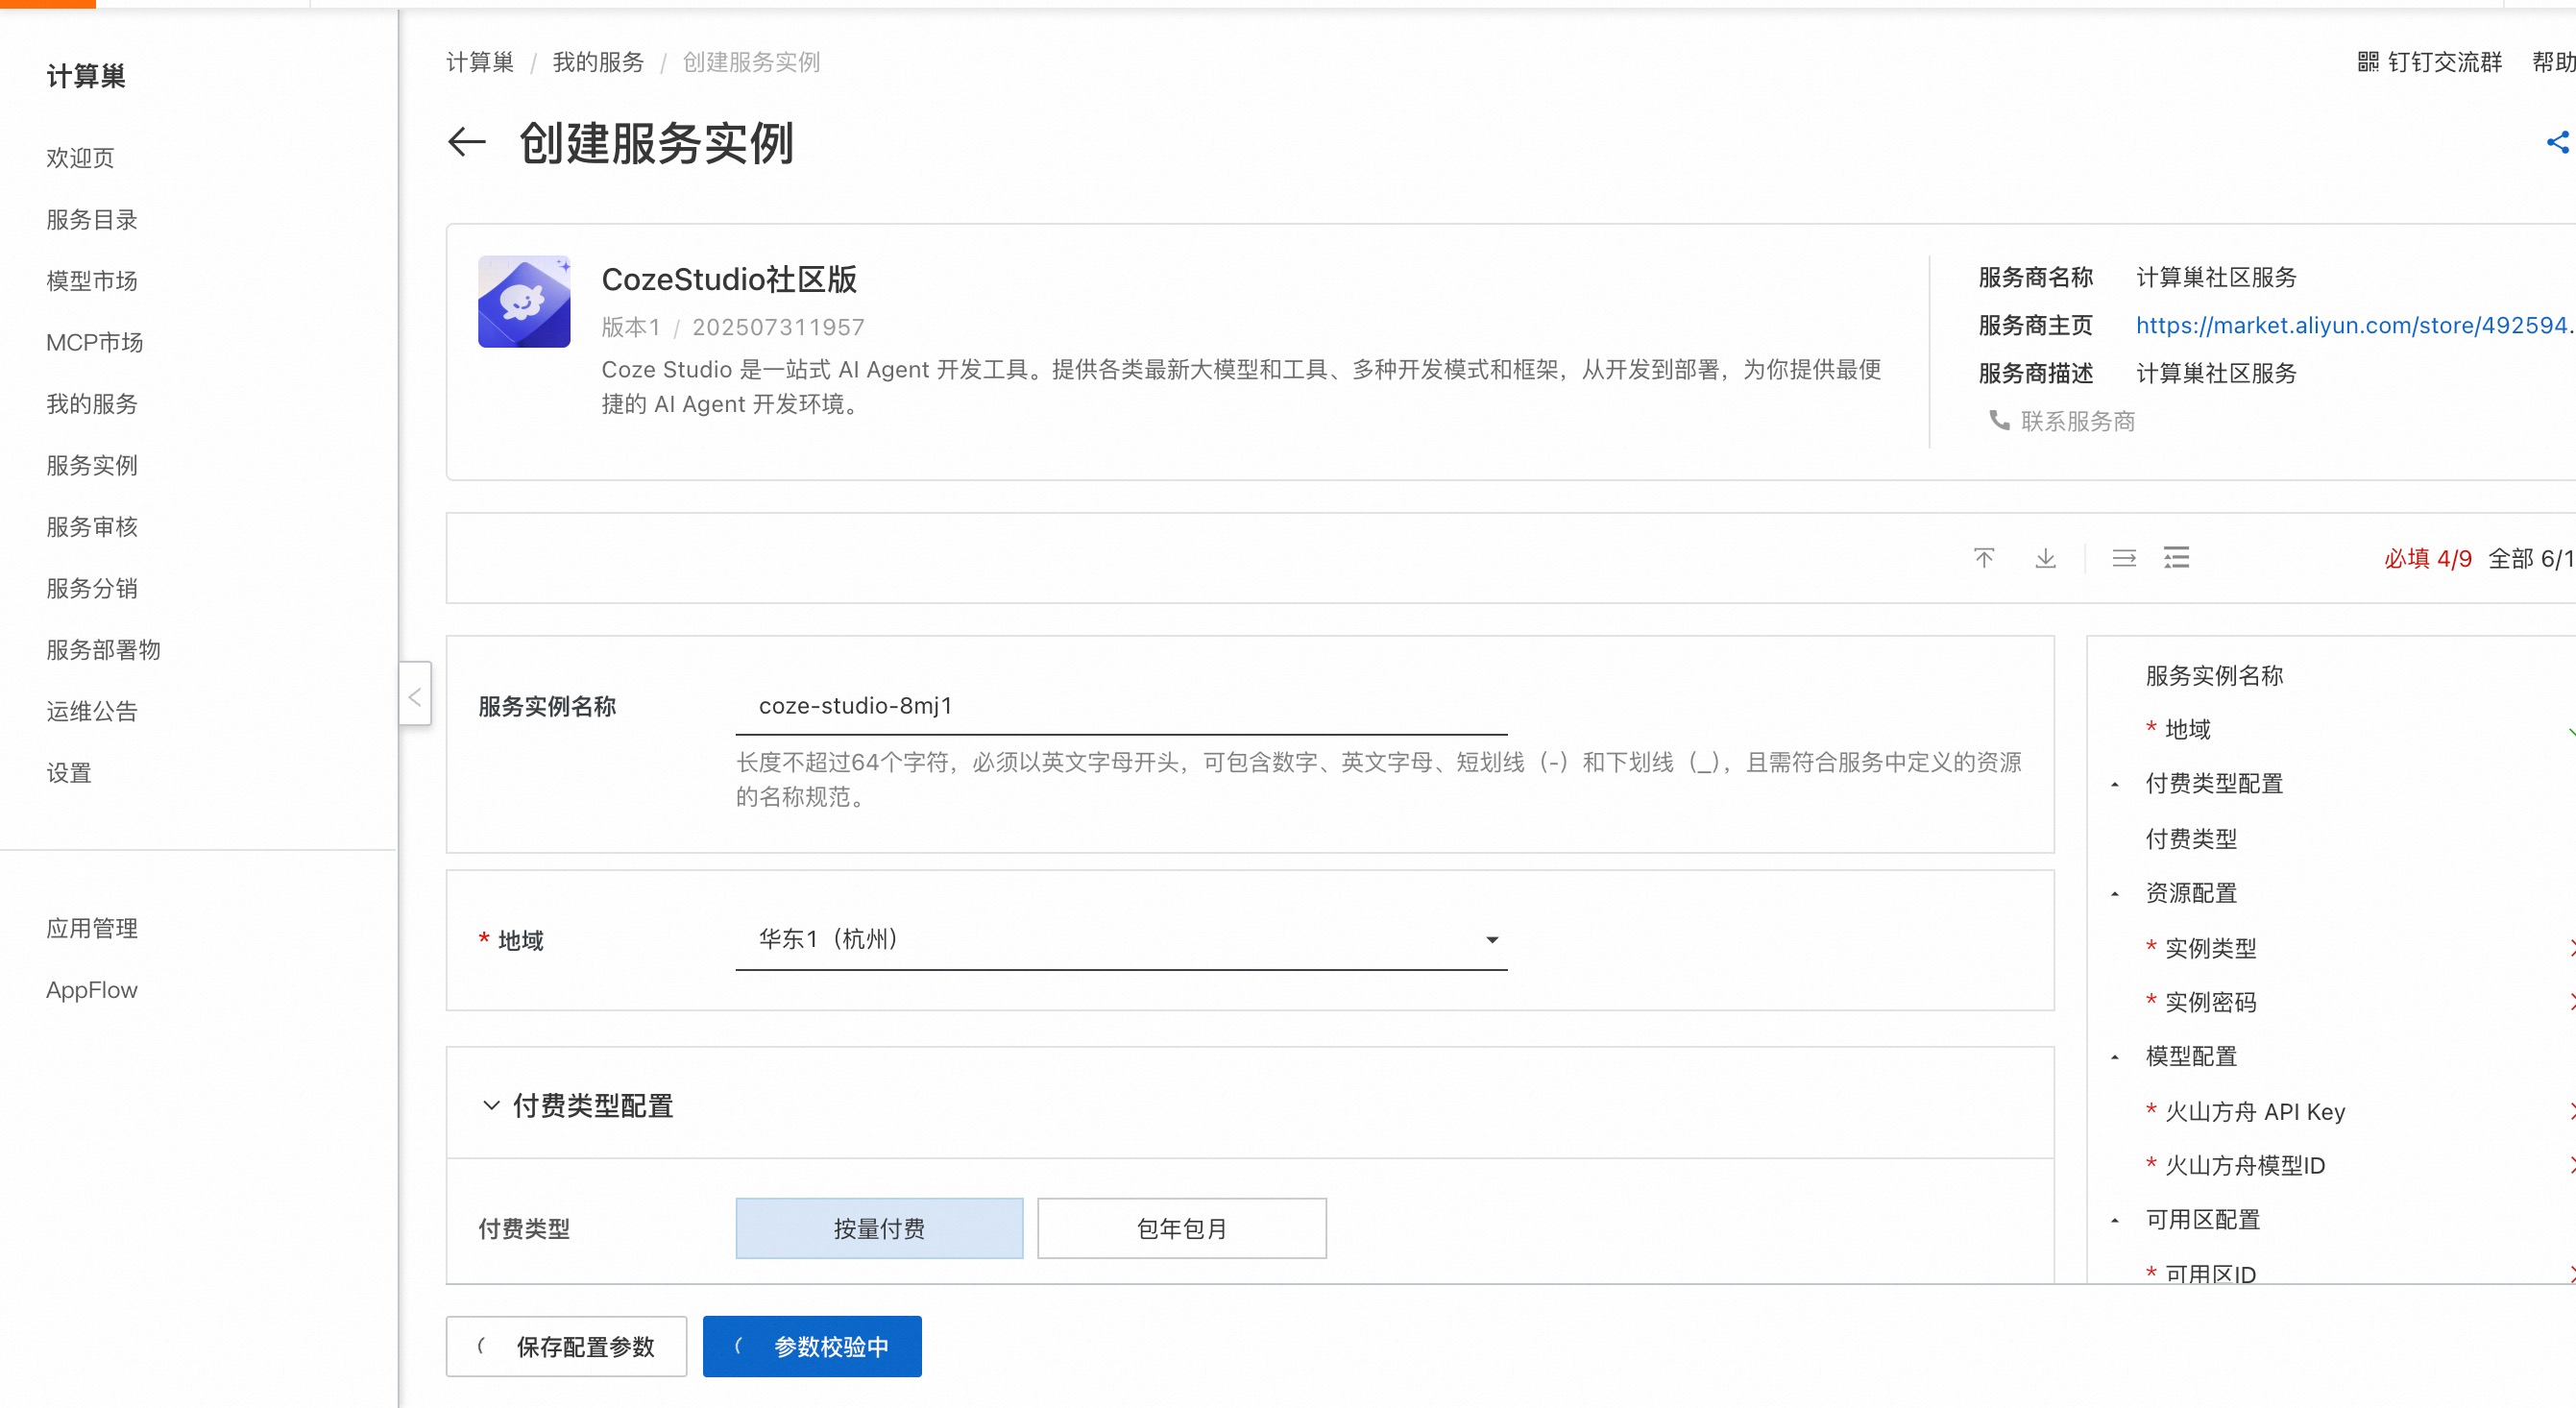 计算巢
欢迎页
服务目录
模型市场
MCP市场
我的服务
服务实例
服务审核
服务分销
服务部署物
运维公告
设置
应用管理
AppFlow
计算巢 / 我的服务 / 创建服务实例
钉钉交流群 帮助
创建服务实例
CozeStudio社区版
版本1 / 202507311957
Coze Studio 是一站式 AI Agent 开发工具。提供各类最新大模型和工具、多种开发模式和框架，从开发到部署，为你提供最便
捷的 AI Agent 开发环境。
服务商名称 计算巢社区服务
服务商主页 https://market.aliyun.com/store/492594.
服务商描述 计算巢社区服务
联系服务商
必填 4/9 全部 6/1
服务实例名称 coze-studio-8mj1
长度不超过64个字符，必须以英文字母开头，可包含数字、英文字母、短划线（-）和下划线（_），且需符合服务中定义的资源
的名称规范。
* 地域 华东1（杭州）
付费类型配置
付费类型 按量付费 包年包月
服务实例名称
* 地域
付费类型配置
付费类型
资源配置
* 实例类型
* 实例密码
模型配置
* 火山方舟 API Key
* 火山方舟模型ID
可用区配置
* 可用区ID
保存配置参数 参数校验中